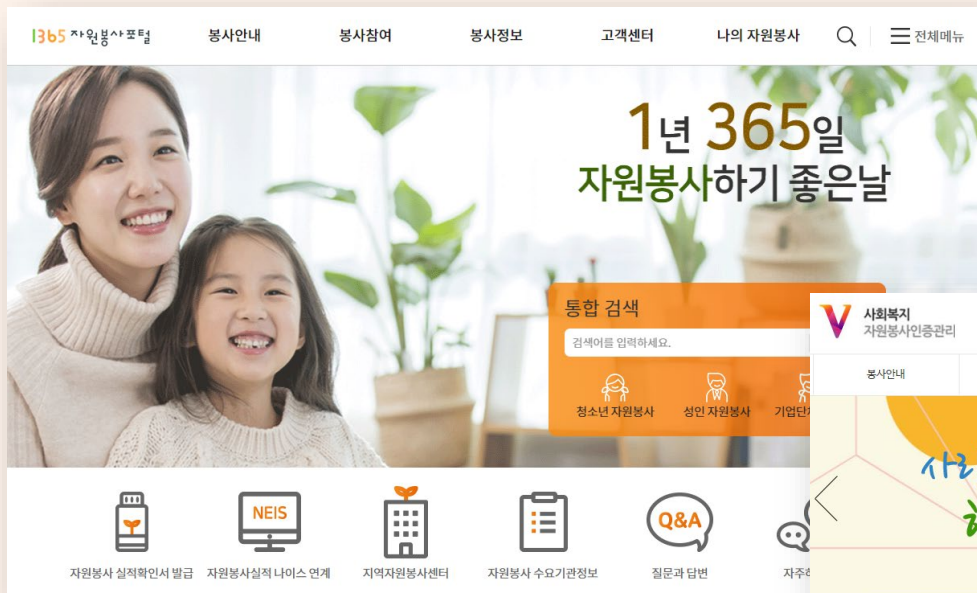 1365 자원봉사포털
봉사안내
봉사참여
봉사정보
고객센터
나의 자원봉사
전체메뉴
1년 365일
자원봉사하기 좋은날
통합 검색
검색어를 입력하세요.
청소년 자원봉사
성인 자원봉사
기업단
사회복지
자원봉사인증관리
봉사안내
NEIS
Q&A
자원봉사 실적확인서 발급
자원봉사실적 나이스 연계
지역자원봉사센터
자원봉사 수요기관정보
질문과 답변
자주